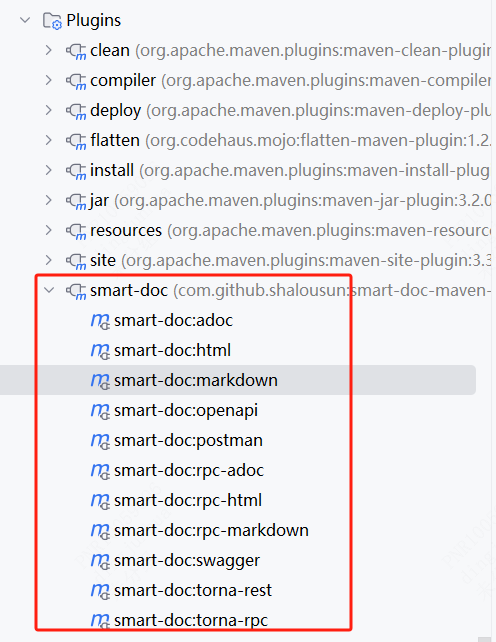 Plugins
clean (org.apache.maven.plugins:maven-clean-plugin
compiler (org.apache.maven.plugins:maven-compiler
deploy (org.apache.maven.plugins:maven-deploy-plu
flatten (org.codehaus.mojo:flatten-maven-plugin:1.2.
install (org.apache.maven.plugins:maven-install-plug
jar (org.apache.maven.plugins:maven-jar-plugin:3.2.0
resources (org.apache.maven.plugins:maven-resource
site (org.apache.maven.plugins:maven-site-plugin:3.3
smart-doc (com.github.shalousun:smart-doc-maven-
smart-doc:adoc
smart-doc:html
smart-doc:markdown
smart-doc:openapi
smart-doc:postman
smart-doc:rpc-adoc
smart-doc:rpc-html
smart-doc:rpc-markdown
smart-doc:swagger
smart-doc:torna-rest
smart-doc:torna-rpc